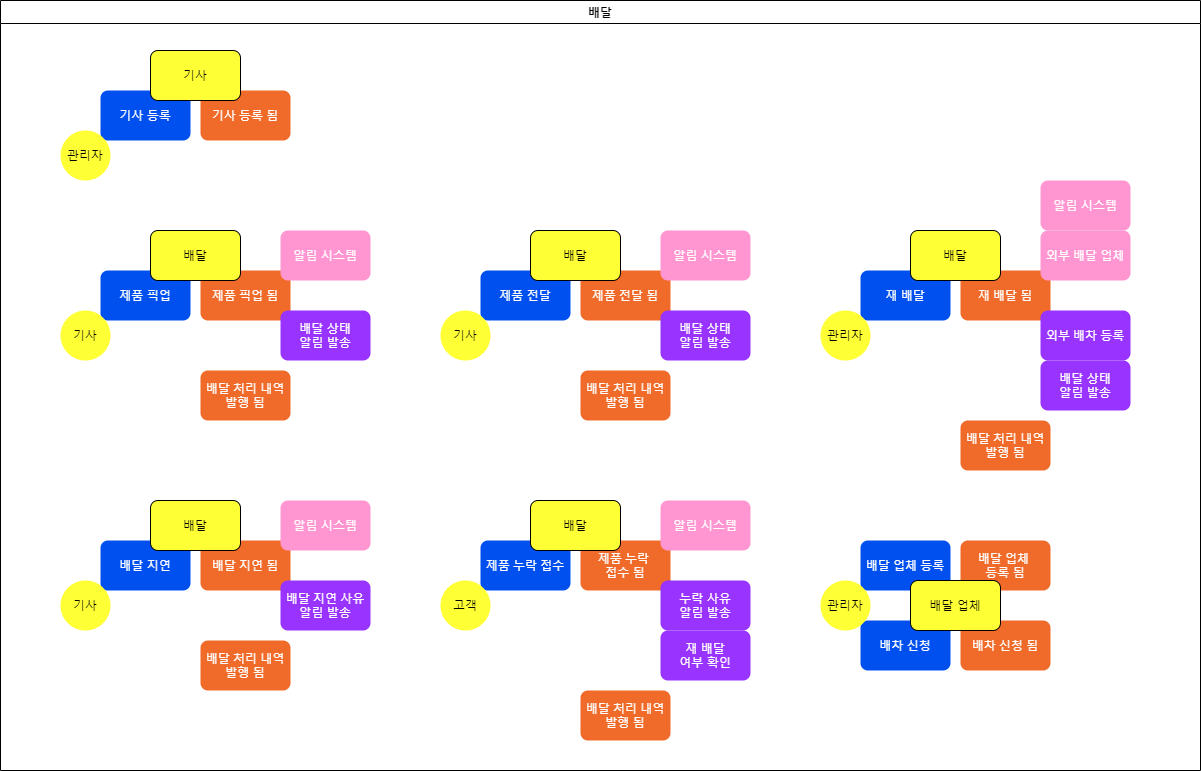 배달
기사
기사 등록
기사 등록 됨
관리자
배달
알림 시스템
제품 픽업
제품 픽업 됨
기사
배달 상태
알림 발송
배달 처리 내역
발행 됨
배달
알림 시스템
제품 전달
제품 전달 됨
기사
배달 상태
알림 발송
배달 처리 내역
발행 됨
알림 시스템
배달
외부 배달 업체
재 배달
재 배달 됨
관리자
외부 배차 등록
배달 상태
알림 발송
배달 처리 내역
발행 됨
배달
알림 시스템
배달 지연
배달 지연 됨
기사
배달 지연 사유
알림 발송
배달 처리 내역
발행 됨
배달
알림 시스템
제품 누락 접수
제품 누락
접수 됨
고객
누락 사유
알림 발송
재 배달
여부 확인
배달 처리 내역
발행 됨
배달 업체 등록
배달 업체
등록 됨
관리자
배달 업체
배차 신청
배차 신청 됨